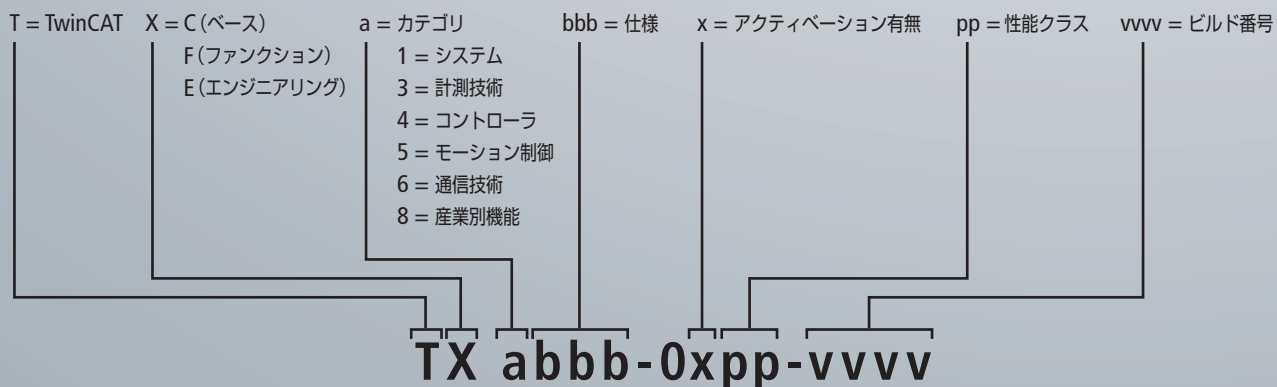 T = TwinCAT X = C（ベース） a = カテゴリ bbb = 仕様 x = アクティベーション有無 pp = 性能クラス vvvv = ビルド番号
F（ファンクション） 1 = システム
E（エンジニアリング） 3 = 計測技術
4 = コントローラ
5 = モーション制御
6 = 通信技術
8 = 産業別機能
TX abbb-0xpp-vvvv